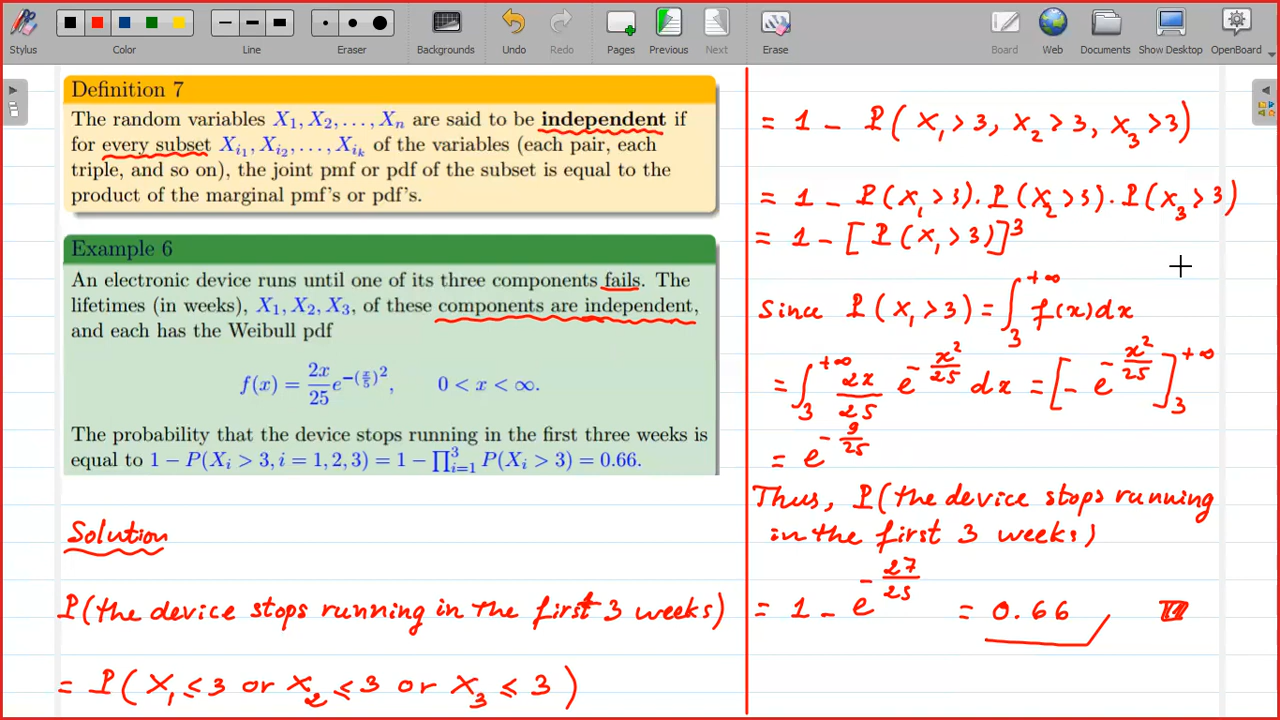 Stylus
Color
Line
Eraser
Backgrounds
Undo
Redo
Pages
Previous
Next
Erase
Board
Web
Documents
Show Desktop
OpenBoard
Definition 7
The random variables X₁, X₂, . . . , Xₙ are said to be independent if
for every subset X_{i₁}, X_{i₂}, . . . , X_{iₖ} of the variables (each pair, each
triple, and so on), the joint pmf or pdf of the subset is equal to the
product of the marginal pmf's or pdf's.
Example 6
An electronic device runs until one of its three components fails. The
lifetimes (in weeks), X₁, X₂, X₃, of these components are independent,
and each has the Weibull pdf
f(x) = 2x/25 e^{−(x/5)^2}, 0 < x < ∞.
The probability that the device stops running in the first three weeks is
equal to 1 − P(Xᵢ > 3, i = 1, 2, 3) = 1 − ∏_{i=1}^{3} P(Xᵢ > 3) = 0.66.
Solution
P(the device stops running in the first 3 weeks)
= P(X₁ ≤ 3 or X₂ ≤ 3 or X₃ ≤ 3)
= 1 - P(X₁ > 3, X₂ > 3, X₃ > 3)
= 1 - P(X₁ > 3). P(X₂ > 3). P(X₃ > 3)
= 1 - [P(X₁ > 3)]³
Since P(X₁ > 3) = ∫_3^{+∞} f(x)dx
= ∫_3^{+∞} 2x/25 e^{-x²/25} dx = [- e^{-x²/25}]_3^{+∞}
= e^{-9/25}
Thus, P(the device stops running
in the first 3 weeks)
= 1 - e^{-27/25} = 0.66